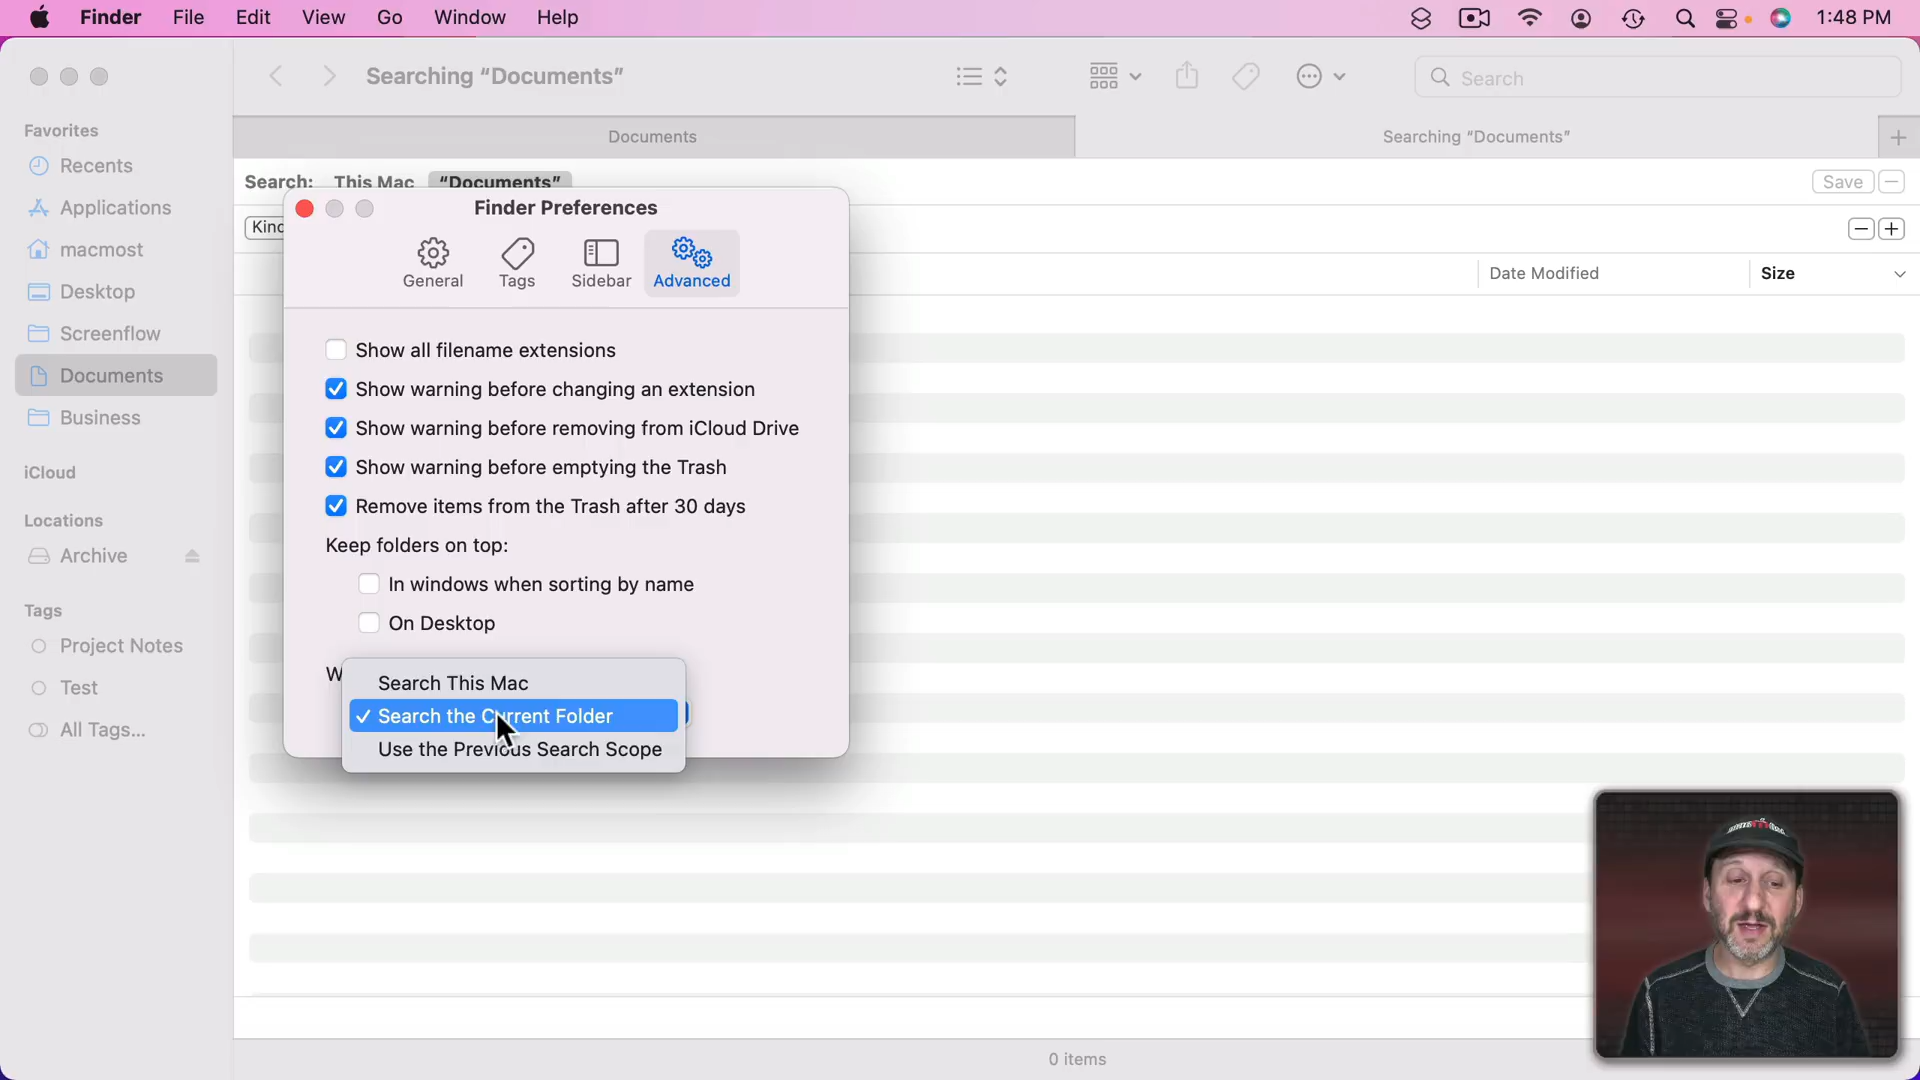 Finder File Edit View Go Window Help 1:48 PM
Searching “Documents” Search
Documents Searching “Documents”
Favorites
Recents
Applications
macmost
Desktop
Screenflow
Documents
Business
iCloud
Locations
Archive
Tags
Project Notes
Test
All Tags...
Search: This Mac “Documents” Save
Date Modified Size
Finder Preferences
General Tags Sidebar Advanced
Show all filename extensions
Show warning before changing an extension
Show warning before removing from iCloud Drive
Show warning before emptying the Trash
Remove items from the Trash after 30 days
Keep folders on top:
In windows when sorting by name
On Desktop
Search This Mac
Search the Current Folder
Use the Previous Search Scope
0 items